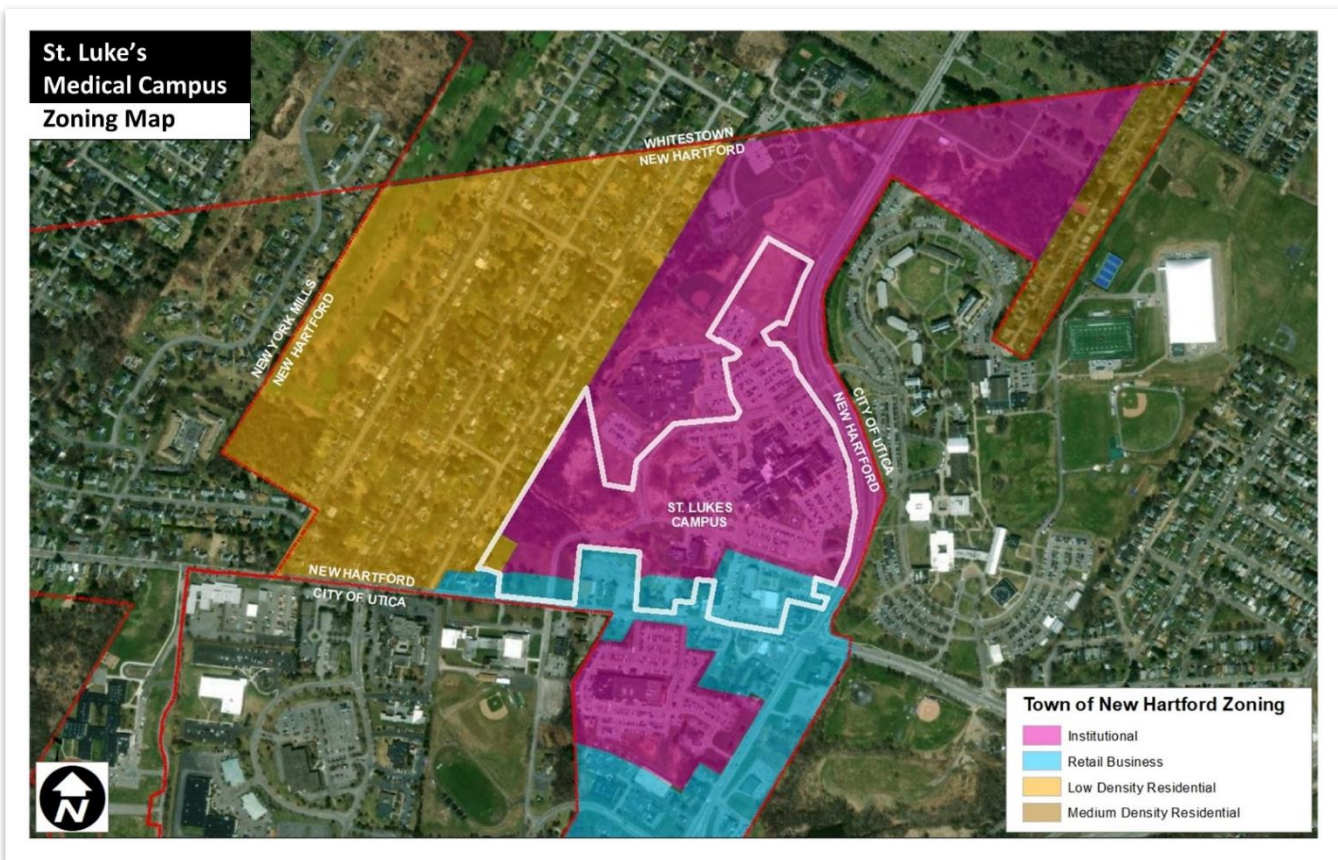 St. Luke's
Medical Campus
Zoning Map
WHITESTOWN
NEW HARTFORD
NEW YORK MILLS
NEW HARTFORD
CITY OF UTICA
NEW HARTFORD
ST. LUKES
CAMPUS
NEW HARTFORD
CITY OF UTICA
Town of New Hartford Zoning
Institutional
Retail Business
Low Density Residential
Medium Density Residential
N